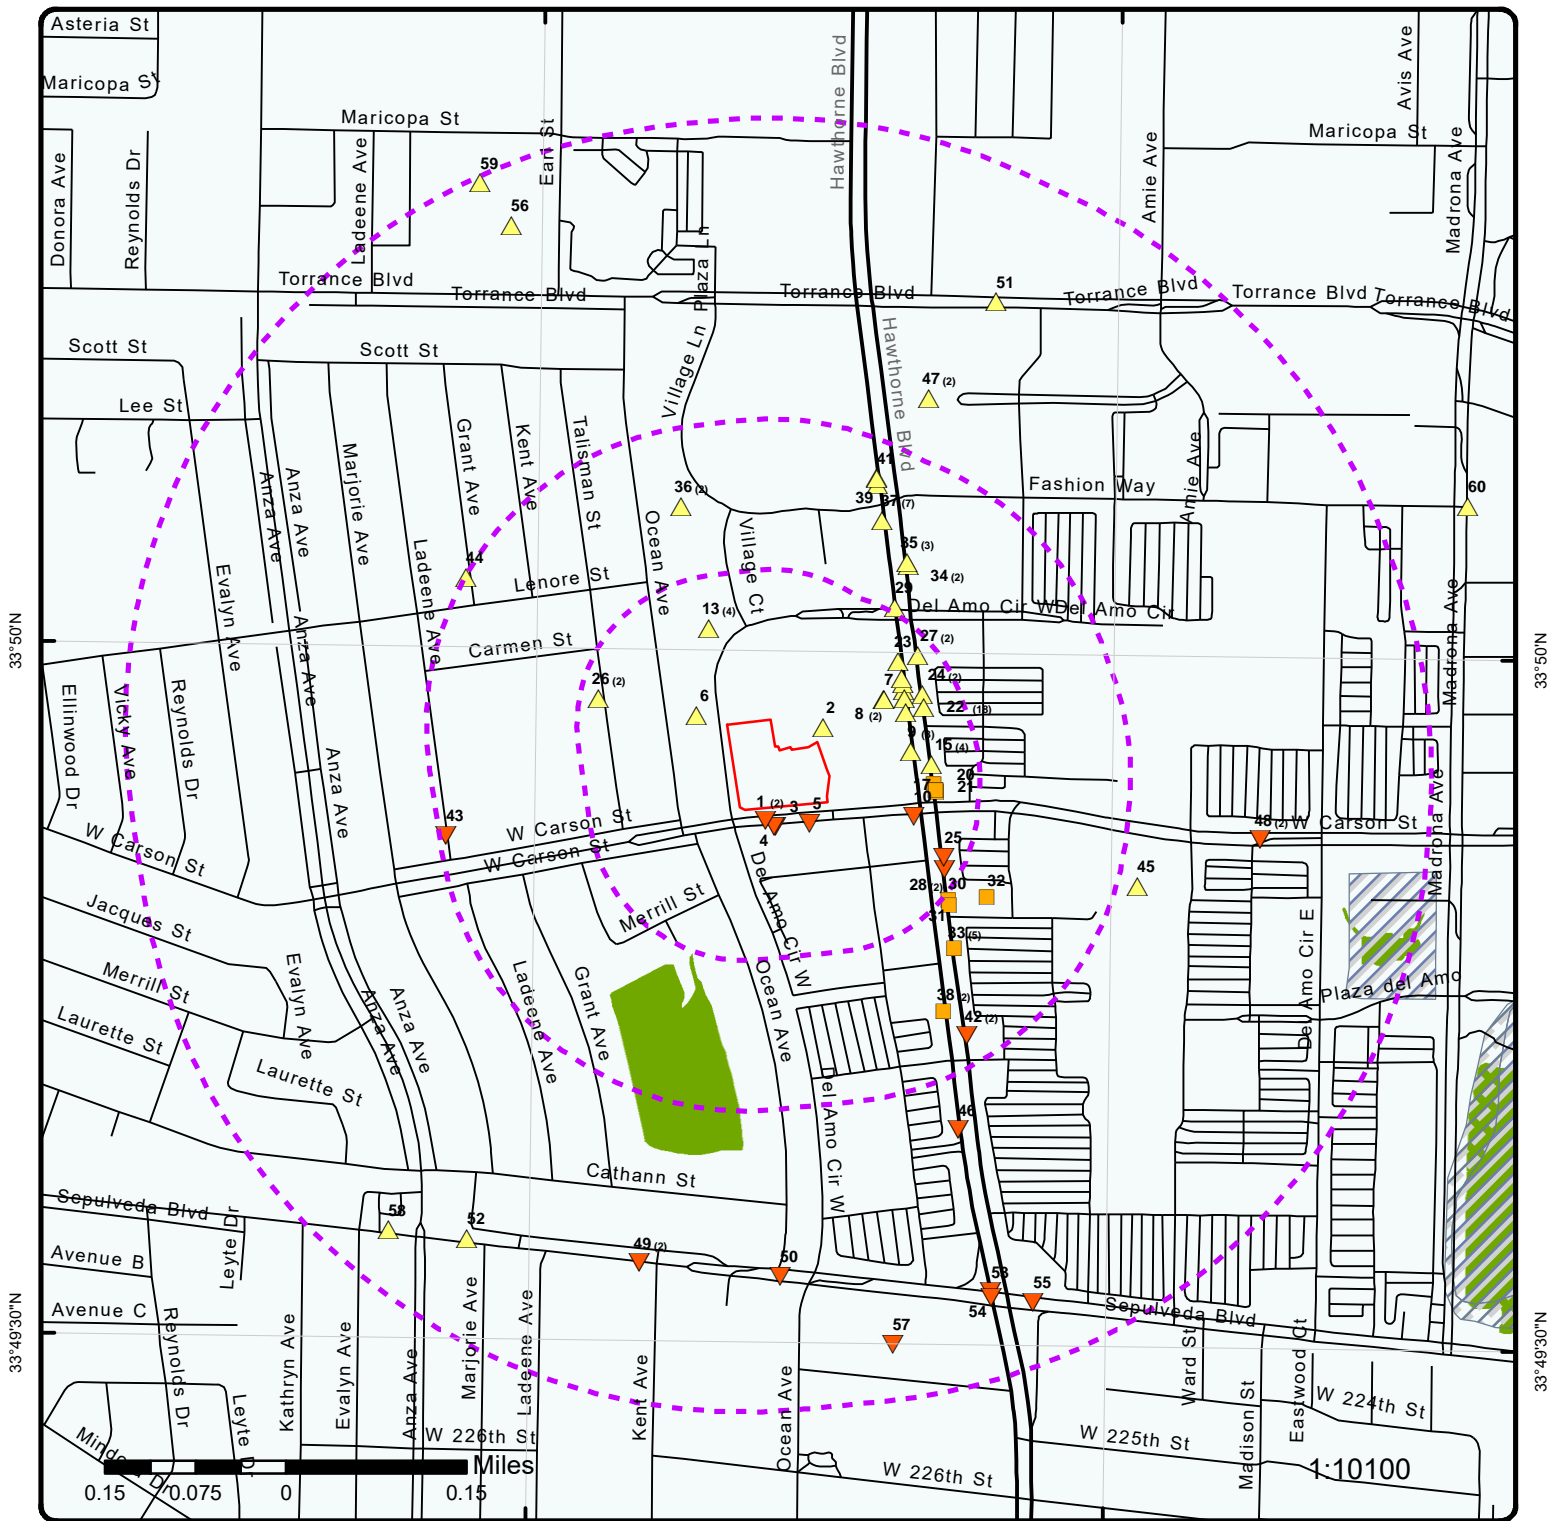 Asteria St
Maricopa St
Maricopa St
Maricopa St
Hawthorne Blvd
Avis Ave
Donora Ave
Reynolds Dr
Ladeene Ave
Earl St
Amie Ave
Madrona Ave
59
56
Torrance Blvd
Torrance Blvd
Plaza Ln
Torrance Blvd
51
Torrance Blvd
Torrance Blvd
Torrance Blvd
Scott St
Scott St
Village Ln
Hawthorne Blvd
47 (2)
Lee St
Anza Ave
Anza Ave
Marjorie Ave
Grant Ave
Kent Ave
Talisman St
Ocean Ave
36 (2)
41
39
37 (7)
Fashion Way
Amie Ave
60
Village Ct
35 (3)
34 (2)
44
Lenore St
29
Del Amo Cir W
Del Amo Cir
Evalyn Ave
Anza Ave
Ladeene Ave
13 (4)
Carmen St
23
27 (2)
Madrona Ave
33°50'N
33°50'N
Ellinwood Dr
Vicky Ave
Reynolds Dr
26 (2)
6
2
7
24 (2)
8 (2)
22 (18)
9 (6)
15 (4)
Anza Ave
20
17
21
10
43
1 (2)
3
5
4
W Carson St
W Carson St
W Carson St
48 (2)
W Carson St
Madrona Ave
25
45
28 (2)
30
32
31
33 (5)
Jacques St
Merrill St
Merrill St
Del Amo Cir W
Ocean Ave
Del Amo Cir E
Plaza del Amo
Laurette St
Laurette St
Evalyn Ave
Anza Ave
Anza Ave
Ladeene Ave
Grant Ave
38 (2)
42 (2)
Del Amo Cir W
46
Cathann St
Sepulveda Blvd
58
52
49 (2)
50
53
54
55
Sepulveda Blvd
57
Avenue B
Avenue C
Leyte Dr
Reynolds Dr
Leyte Dr
Kathryn Ave
Evalyn Ave
Anza Ave
Marjorie Ave
Ladeene Ave
Kent Ave
Ocean Ave
Ward St
Madison St
Eastwood Ct
W 224th St
W 225th St
W 226th St
W 226th St
33°49'30"N
33°49'30"N
Miles
0.15
0.075
0
0.15
1:10100